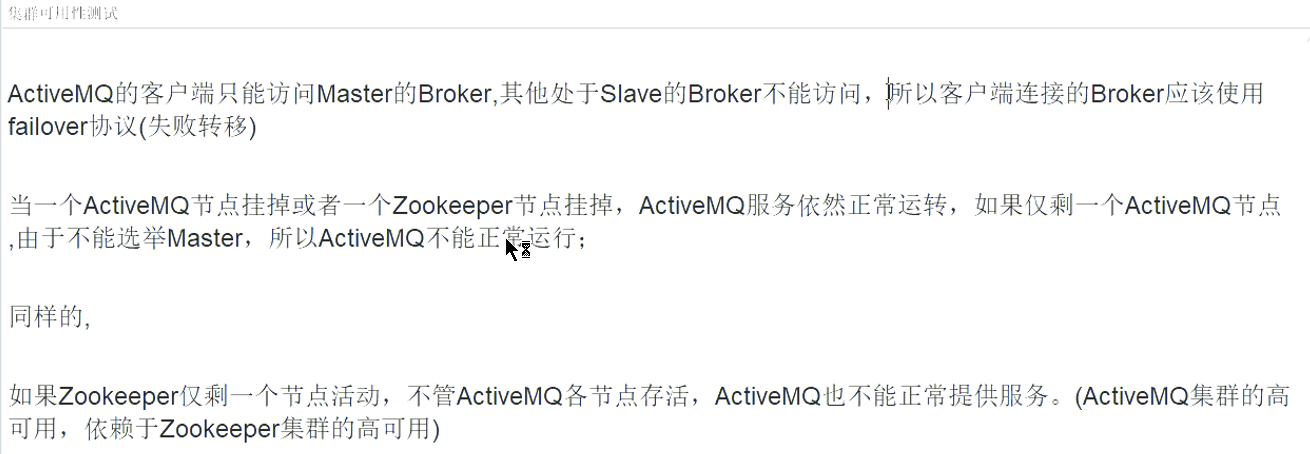 集群可用性测试
ActiveMQ的客户端只能访问Master的Broker,其他处于Slave的Broker不能访问，所以客户端连接的Broker应该使用
failover协议(失败转移)
当一个ActiveMQ节点挂掉或者一个Zookeeper节点挂掉，ActiveMQ服务依然正常运转，如果仅剩一个ActiveMQ节点
,由于不能选举Master，所以ActiveMQ不能正常运行；
同样的,
如果Zookeeper仅剩一个节点活动，不管ActiveMQ各节点存活，ActiveMQ也不能正常提供服务。(ActiveMQ集群的高
可用，依赖于Zookeeper集群的高可用)